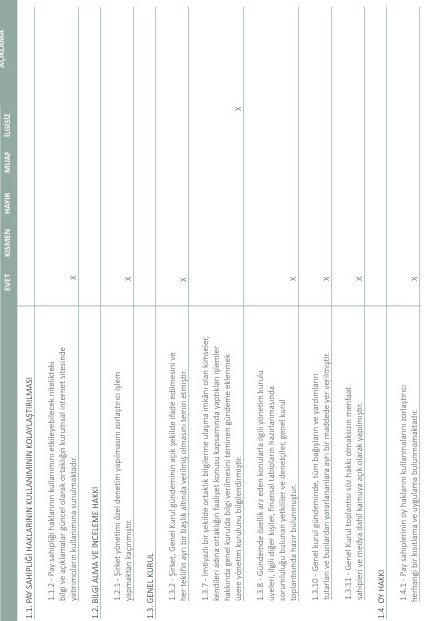 EVET KISMEN HAYIR MUAF İLGİSİZ AÇIKLAMA
1.1. PAY SAHİPLİĞİ HAKLARININ KULLANIMININ KOLAYLAŞTIRILMASI
1.1.2 - Pay sahipliği haklarının kullanımını etkileyebilecek nitelikteki
bilgi ve açıklamalar güncel olarak ortaklığın kurumsal internet sitesinde
yatırımcıların kullanımına sunulmaktadır. X
1.2. BİLGİ ALMA VE İNCELEME HAKKI
1.2.1 - Şirket yönetimi özel denetim yapılmasını zorlaştırıcı işlem
yapmaktan kaçınmıştır. X
1.3. GENEL KURUL
1.3.2 - Şirket, Genel Kurul gündeminin açık şekilde ifade edilmesini ve
her teklifin ayrı bir başlık altında verilmiş olmasını temin etmiştir. X
1.3.7 - İmtiyazlı bir şekilde ortaklık bilgilerine ulaşma imkânı olan kimseler,
kendileri adına ortaklığın faaliyet konusu kapsamında yaptıkları işlemler
hakkında genel kurulda bilgi verilmesini teminen gündeme eklenmek
üzere yönetim kurulunu bilgilendirmiştir. X
1.3.8 - Gündemde özellik arz eden konularla ilgili yönetim kurulu
üyeleri, ilgili diğer kişiler, finansal tabloların hazırlanmasında
sorumluluğu bulunan yetkililer ve denetçiler, genel kurul
toplantısında hazır bulunmuştur. X
1.3.10 - Genel kurul gündeminde, tüm bağışların ve yardımların
tutarları ve bunlardan yararlananlara ayrı bir maddede yer verilmiştir. X
1.3.11 - Genel Kurul toplantısı söz hakkı olmaksızın menfaat
sahipleri ve medya dahil kamuya açık olarak yapılmıştır. X
1.4. OY HAKKI
1.4.1 - Pay sahiplerinin oy haklarını kullanmalarını zorlaştırıcı
herhangi bir kısıtlama ve uygulama bulunmamaktadır. X